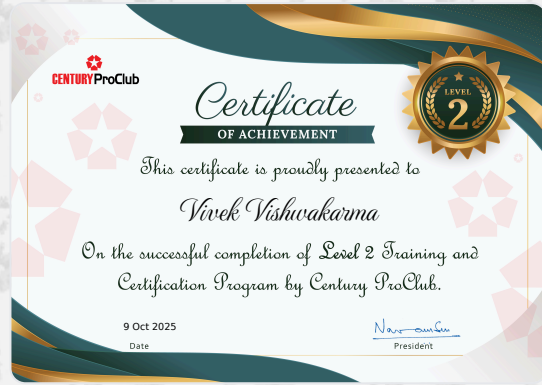 CENTURY ProClub
Certificate
OF ACHIEVEMENT
LEVEL
2
This certificate is proudly presented to
Vivek Vishwakarma
On the successful completion of Level 2 Training and
Certification Program by Century ProClub.
9 Oct 2025
Date
President